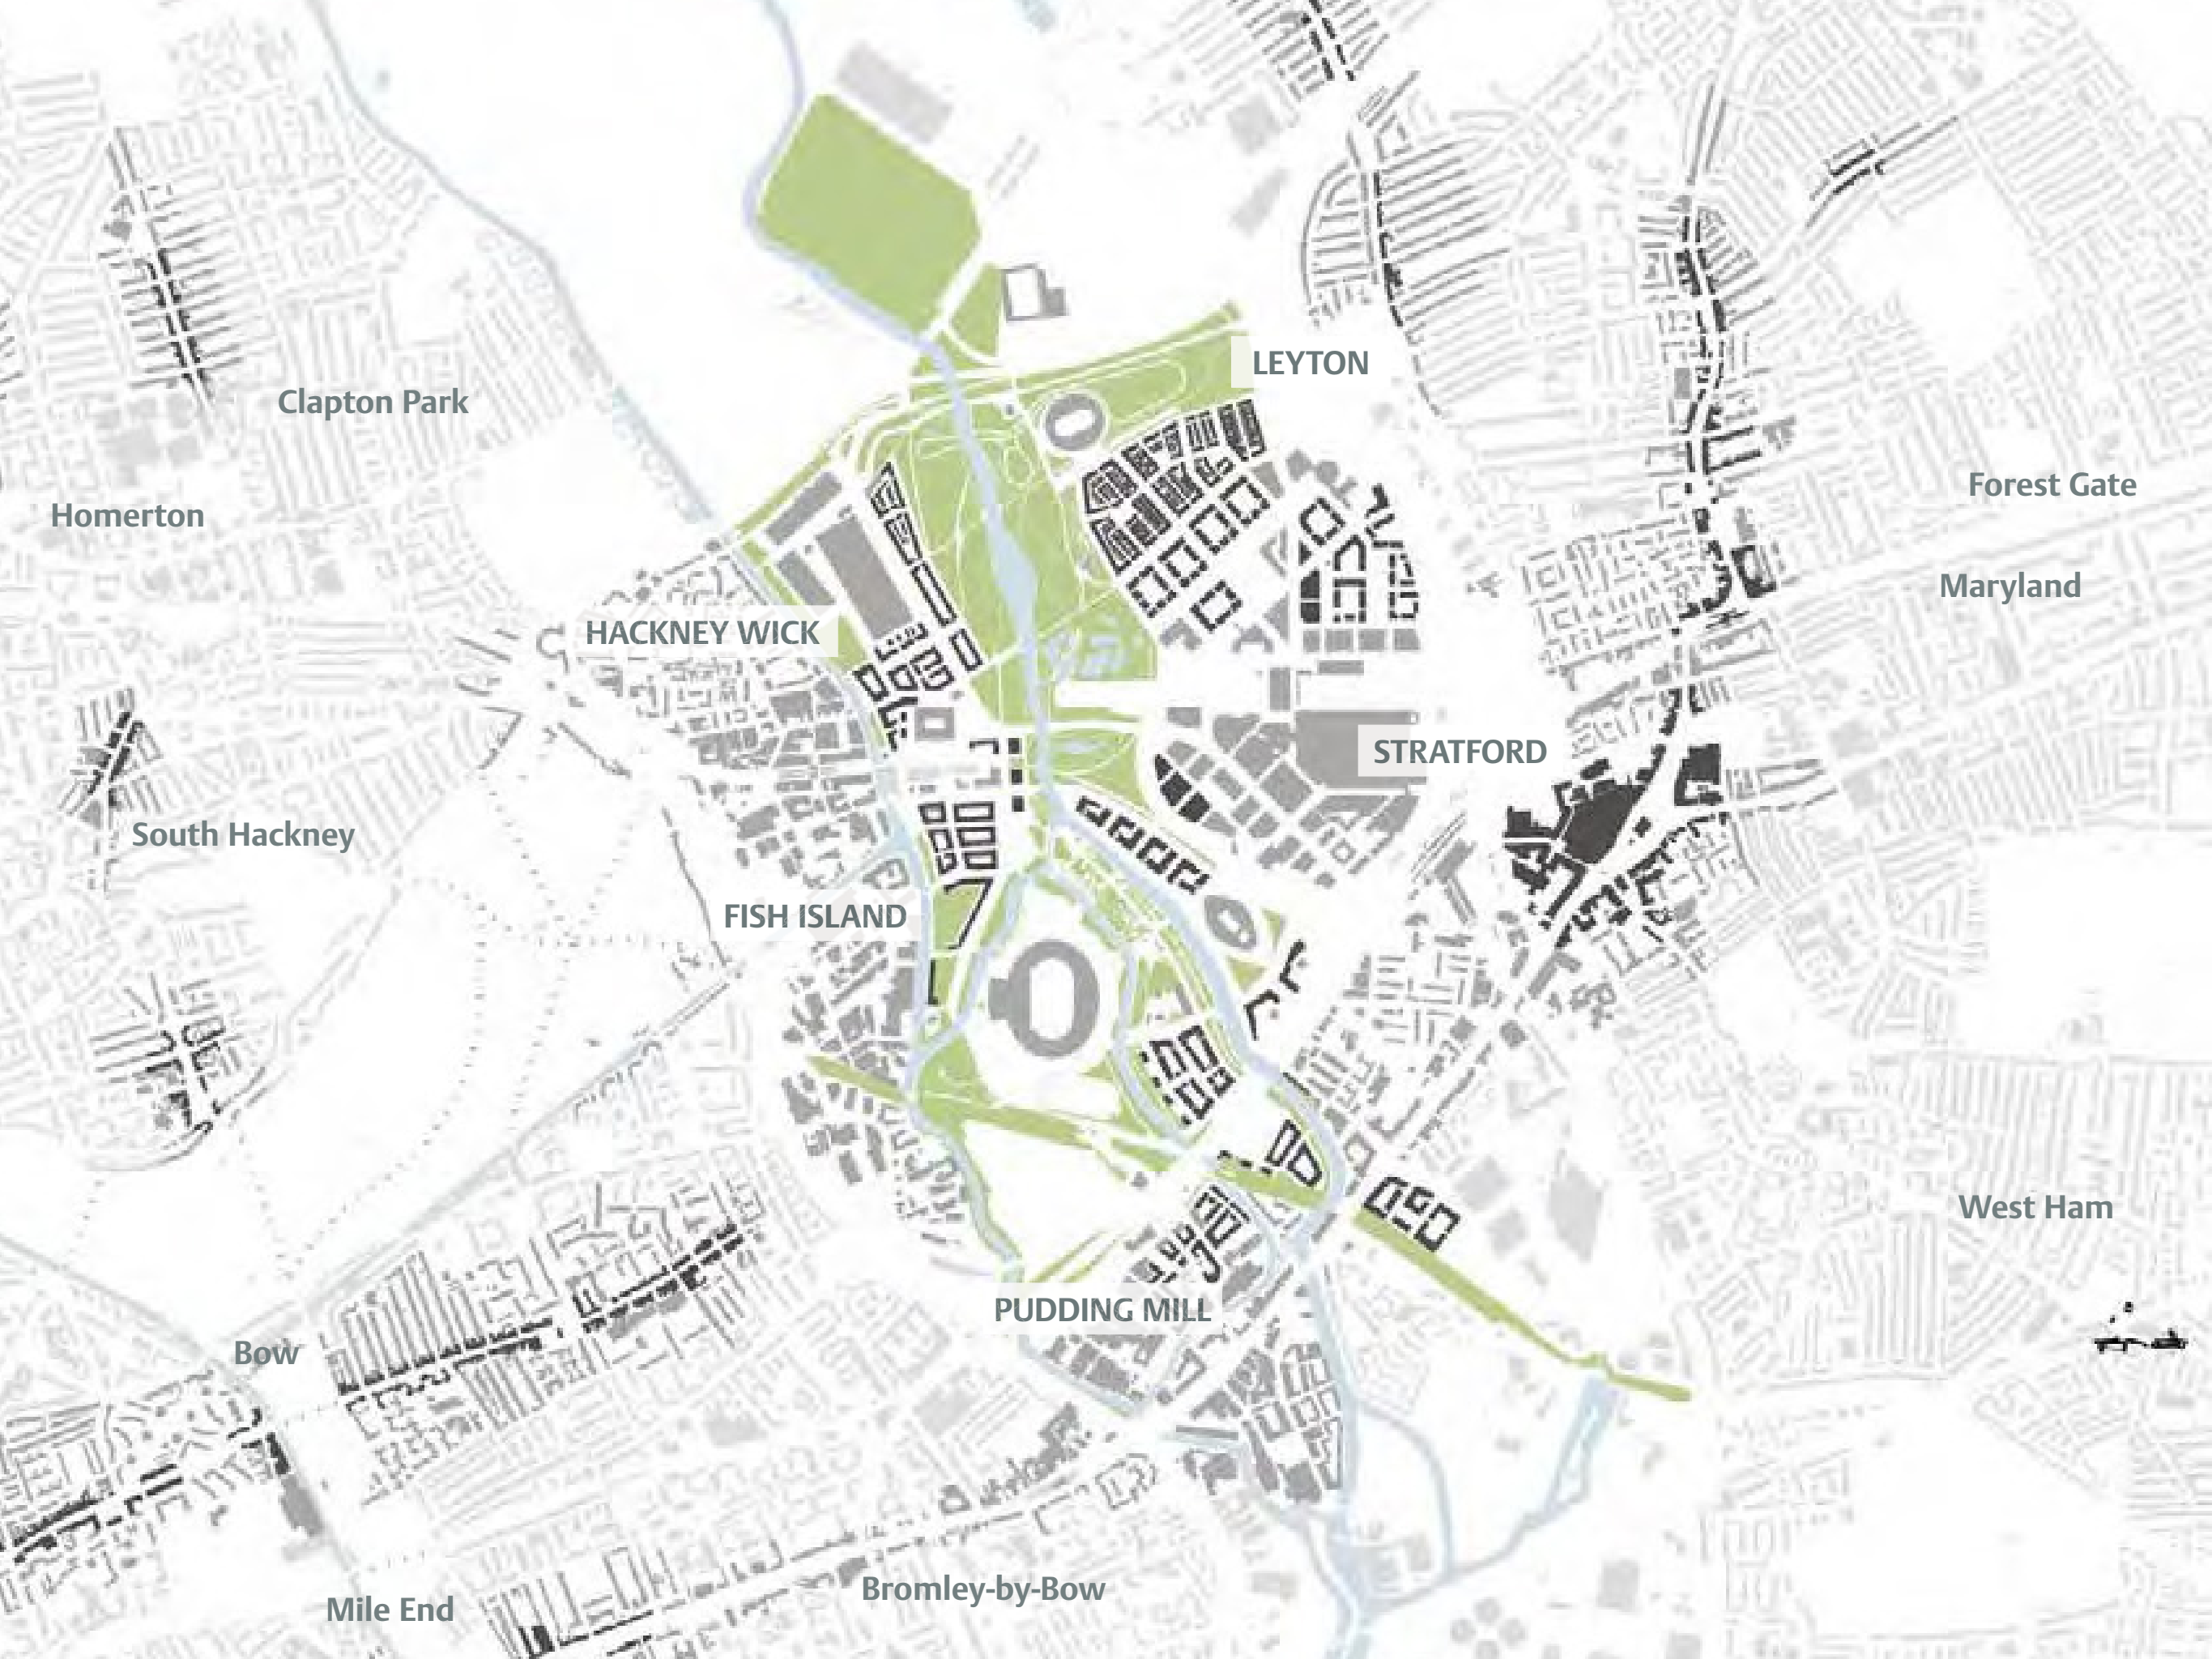 LEYTON
Clapton Park
Forest Gate
Homerton
Maryland
HACKNEY WICK
STRATFORD
South Hackney
FISH ISLAND
West Ham
PUDDING MILL
Bow
Bromley-by-Bow
Mile End